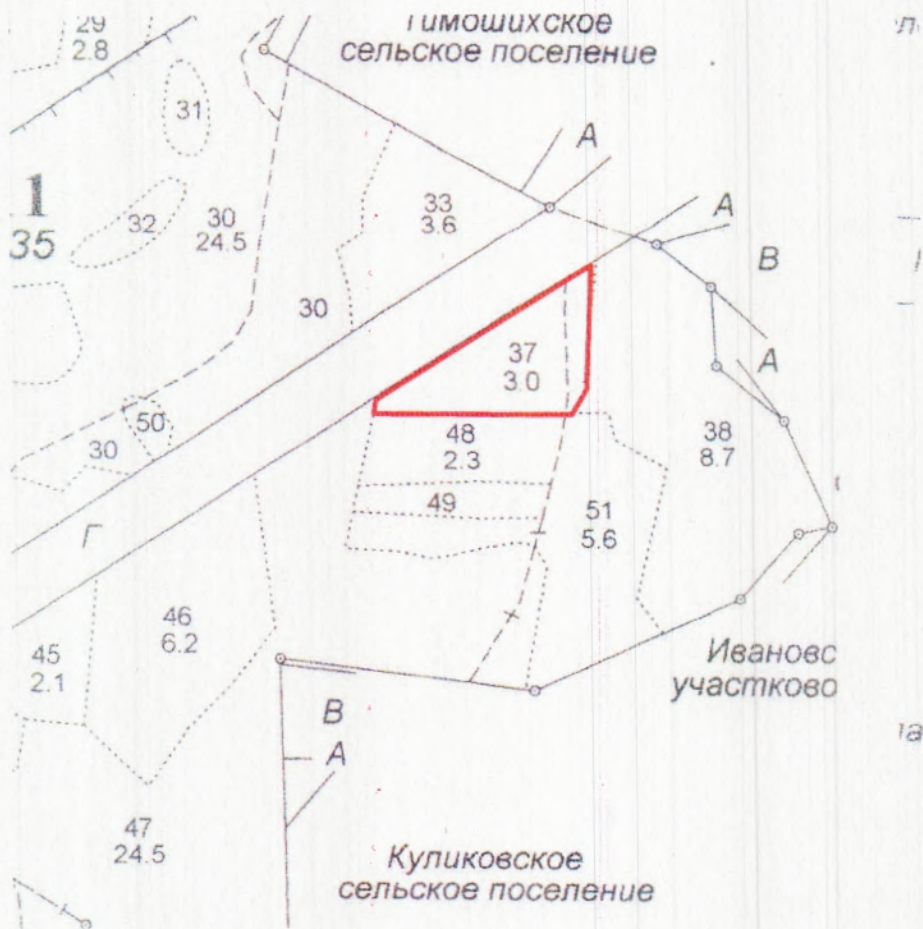 29
2.8
Тимошихское
сельское поселение
31
А
1
35
32
30
24.5
33
3.6
А
В
30
37
3.0
А
50
30
48
2.3
38
8.7
49
51
5.6
Г
46
6.2
45
2.1
Ивановс
участково
В
А
47
24.5
Куликовское
сельское поселение